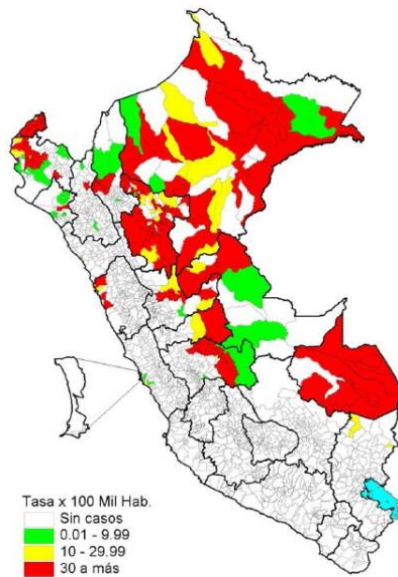 Tasa x 100 Mil Hab.
Sin casos
0.01 - 9.99
10 - 29.99
30 a más